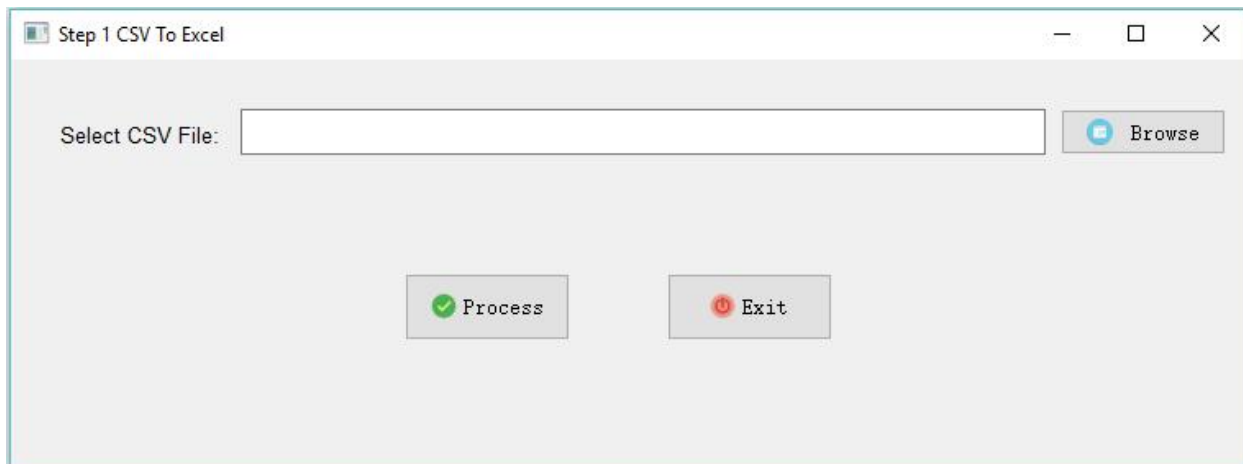 Step 1 CSV To Excel
Select CSV File:
Browse
Process
Exit